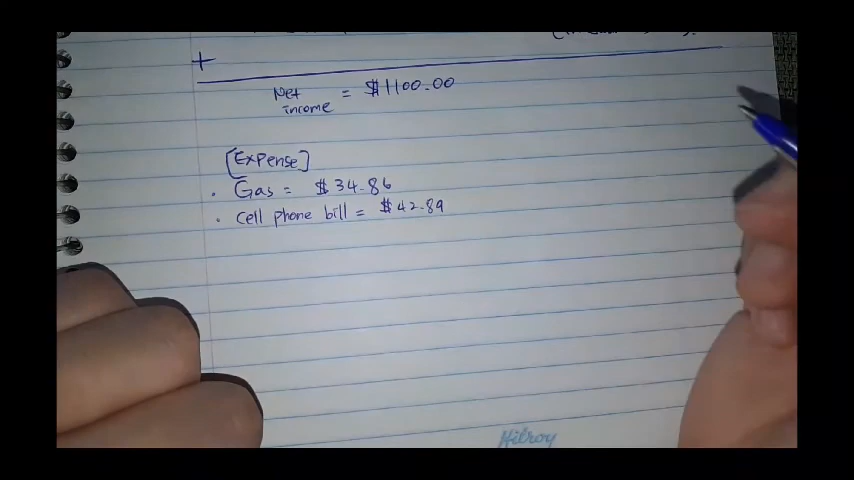 +
Net income = $1100.00
[Expense]
· Gas = $34.86
· cell phone bill = $42.89
Hilroy